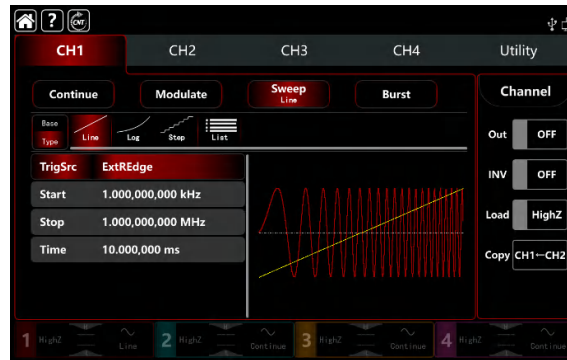 ? CNT
CH1 CH2 CH3 CH4 Utility
Continue Modulate Sweep Burst Channel
Line
Base
Type Line Log Step List
Out OFF
TrigSrc ExtREdge
INV OFF
Start 1.000,000,000 kHz
Load HighZ
Stop 1.000,000,000 MHz
Time 10.000,000 ms
Copy CH1←CH2
1 HighZ Line 2 HighZ Continue 3 HighZ Continue 4 HighZ Continue